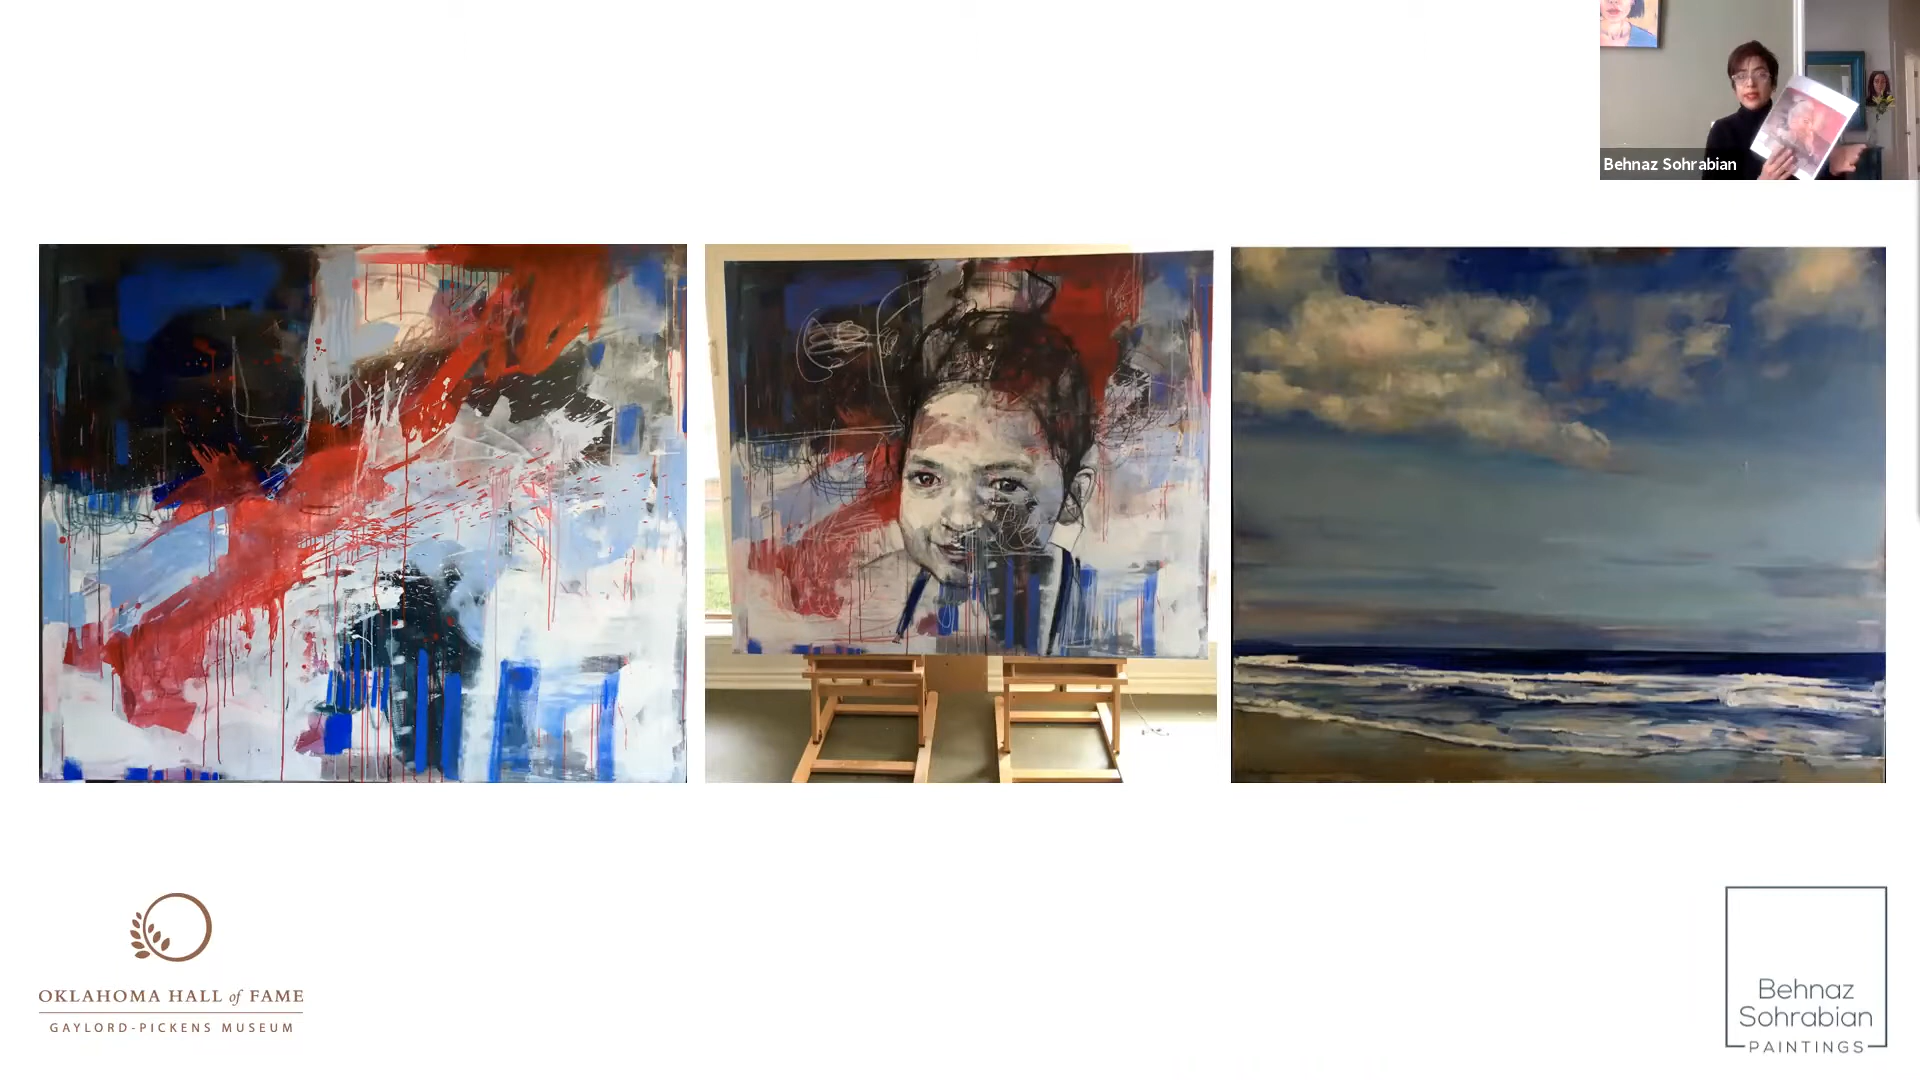 Behnaz Sohrabian
OKLAHOMA HALL of FAME
GAYLORD-PICKENS MUSEUM
Behnaz
Sohrabian
PAINTINGS